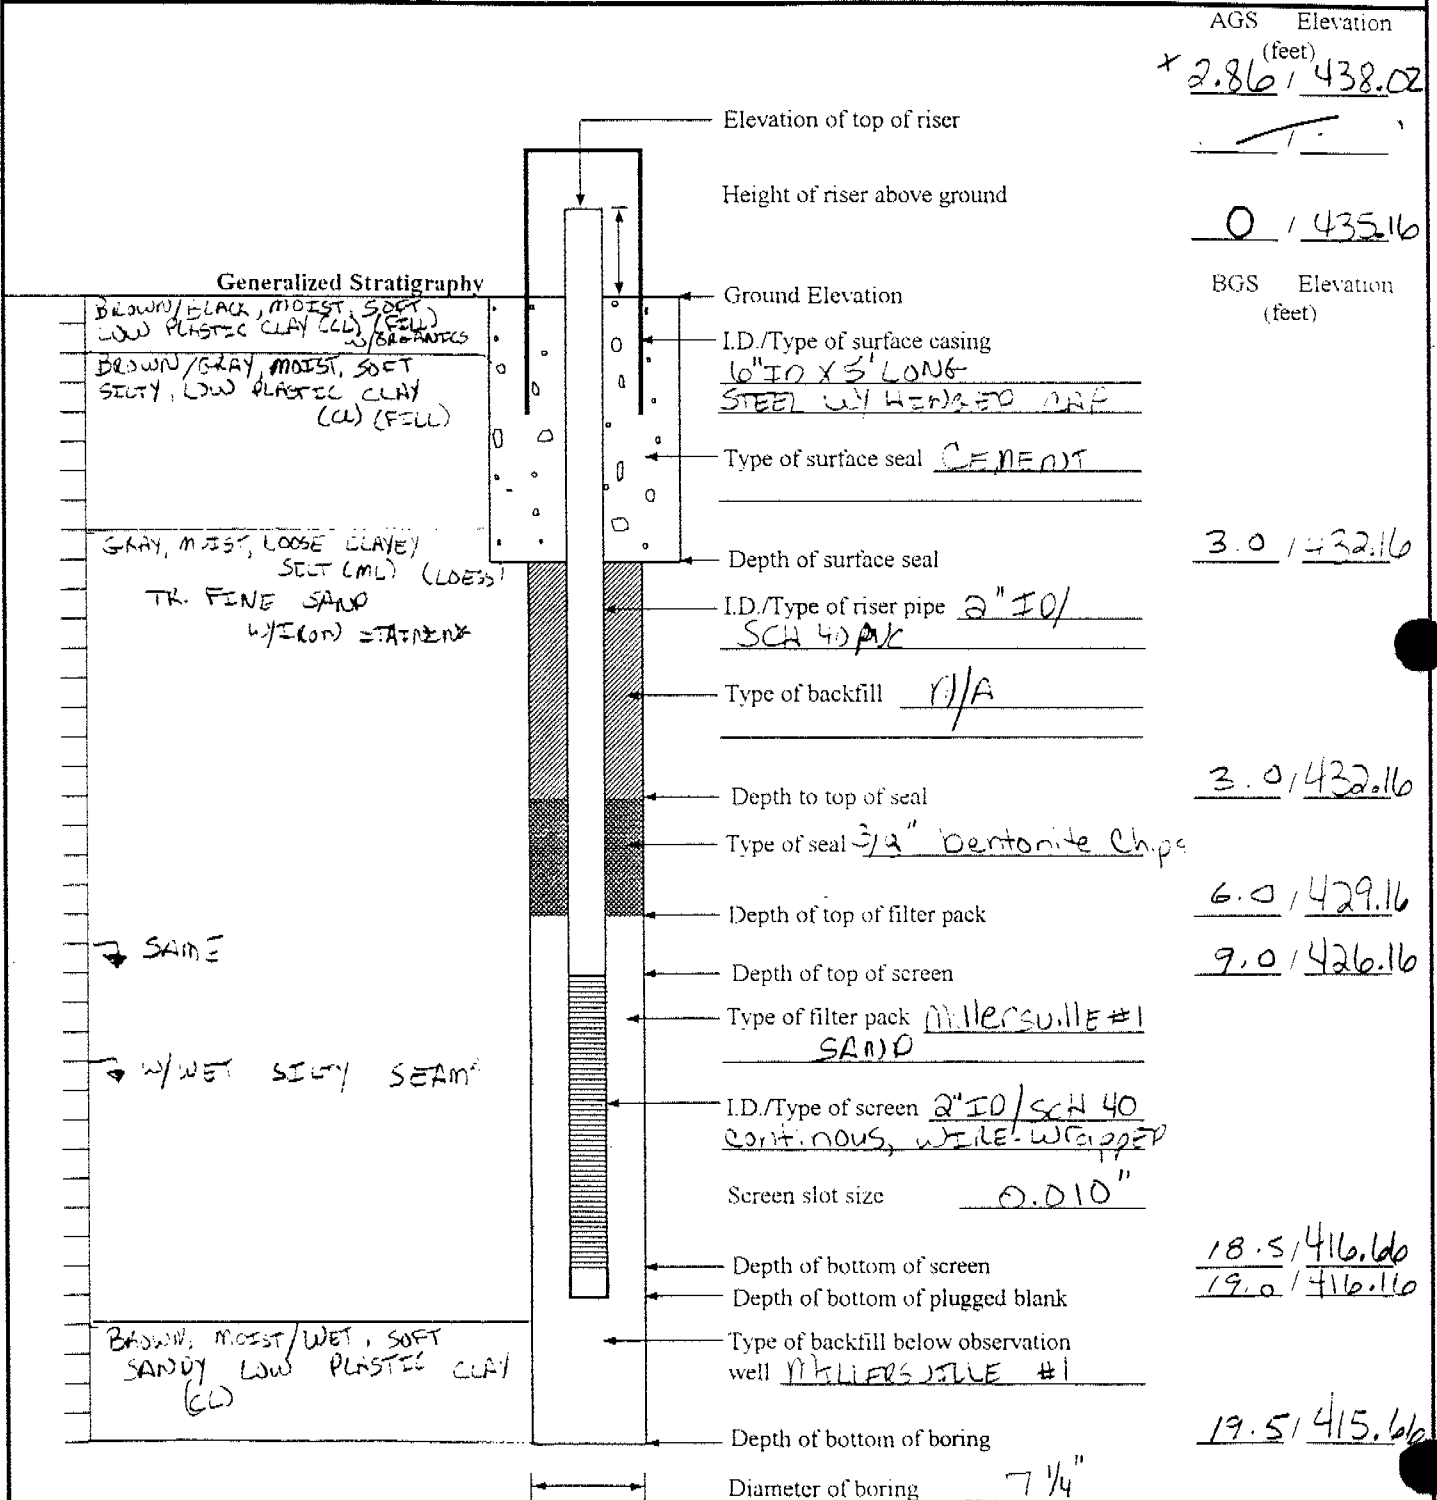 AGS Elevation
(feet)
x 2.86 / 438.02
Elevation of top of riser
/
Height of riser above ground
0 / 435.16
Generalized Stratigraphy
BGS Elevation
(feet)
Ground Elevation
BROWN/BLACK, MOIST, SOFT,
LOW PLASTIC CLAY (CL) (FILL)
W/ORGANICS
I.D./Type of surface casing
6" ID X 5' LONG
STEEL W/ HINGED CAP
BROWN/GRAY, MOIST, SOFT
SILTY, LOW PLASTIC CLAY
(CL) (FILL)
Type of surface seal CEMENT
GRAY, MOIST, LOOSE CLAYEY
SILT (ML) (LOESS)
TR. FINE SAND
W/IRON STAINING
Depth of surface seal 3.0 / 432.16
I.D./Type of riser pipe 2" ID/
SCH 40 PVC
Type of backfill N/A
Depth to top of seal 3.0 / 432.16
Type of seal bentonite Chips
Depth of top of filter pack 6.0 / 429.16
SAME
Depth of top of screen 9.0 / 426.16
Type of filter pack Millersville #1
SAND
W/WET SILTY SEAMS
I.D./Type of screen 2" ID/SCH 40
continous, WIRE-Wrapped
Screen slot size 0.010"
Depth of bottom of screen 18.5 / 416.66
Depth of bottom of plugged blank 19.0 / 416.16
BROWN, MOIST/WET, SOFT
SANDY LOW PLASTIC CLAY
(CL)
Type of backfill below observation
well MILLERSVILLE #1
Depth of bottom of boring 19.5 / 415.66
Diameter of boring 7 1/4"